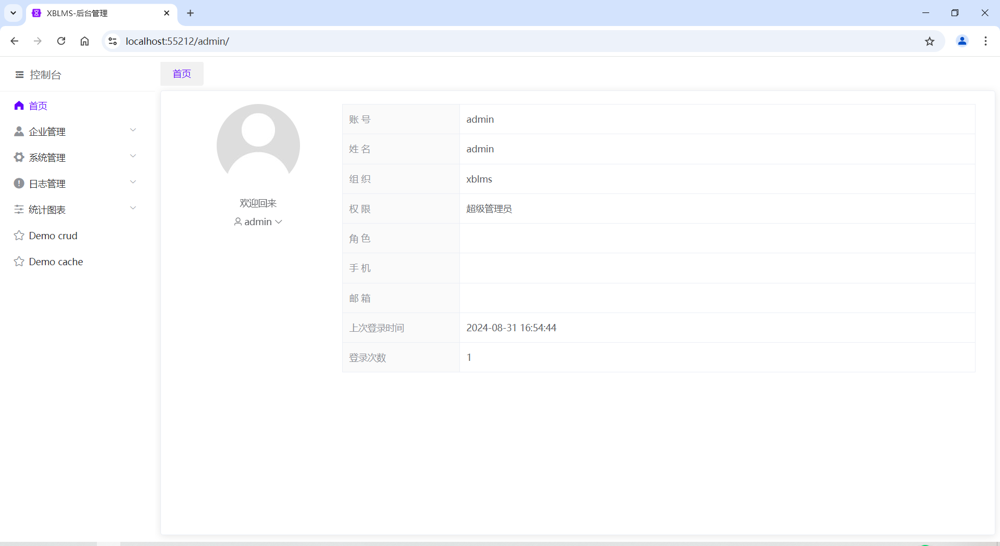 XBLMS-后台管理
localhost:55212/admin/
控制台
首页
首页
企业管理
系统管理
日志管理
统计图表
Demo crud
Demo cache
欢迎回来
admin
账 号 admin
姓 名 admin
组 织 xblms
权 限 超级管理员
角 色
手 机
邮 箱
上次登录时间 2024-08-31 16:54:44
登录次数 1